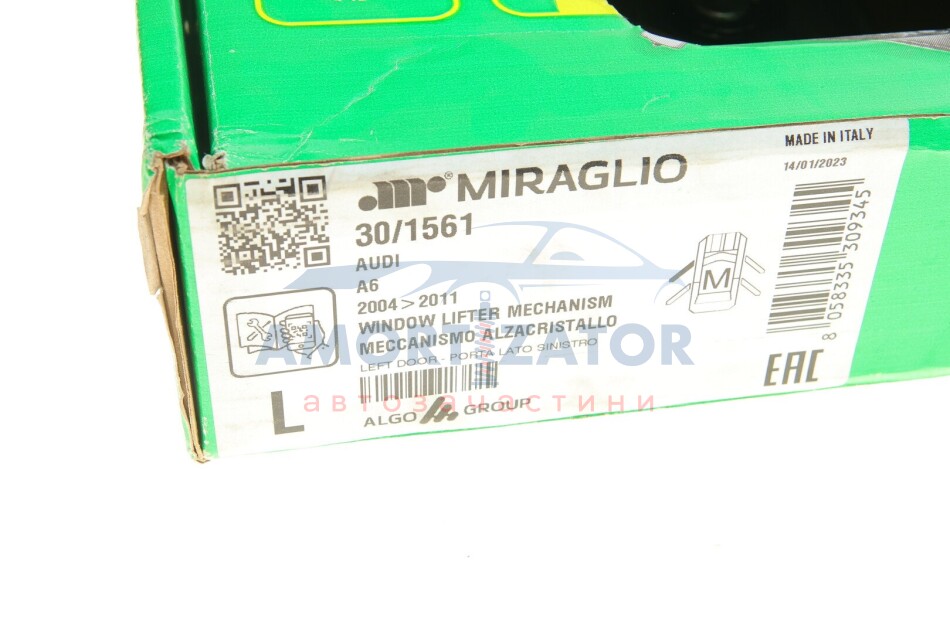 MADE IN ITALY
14/01/2023
MIRAGLIO
30/1561
AUDI
A6
2004 > 2011
WINDOW LIFTER MECHANISM
MECCANISMO ALZACRISTALLO
LEFT DOOR - PORTA LATO SINISTRO
M
8 058335 309345
EAC
L
ALGO GROUP
AMORTIZATOR
автозапчастини